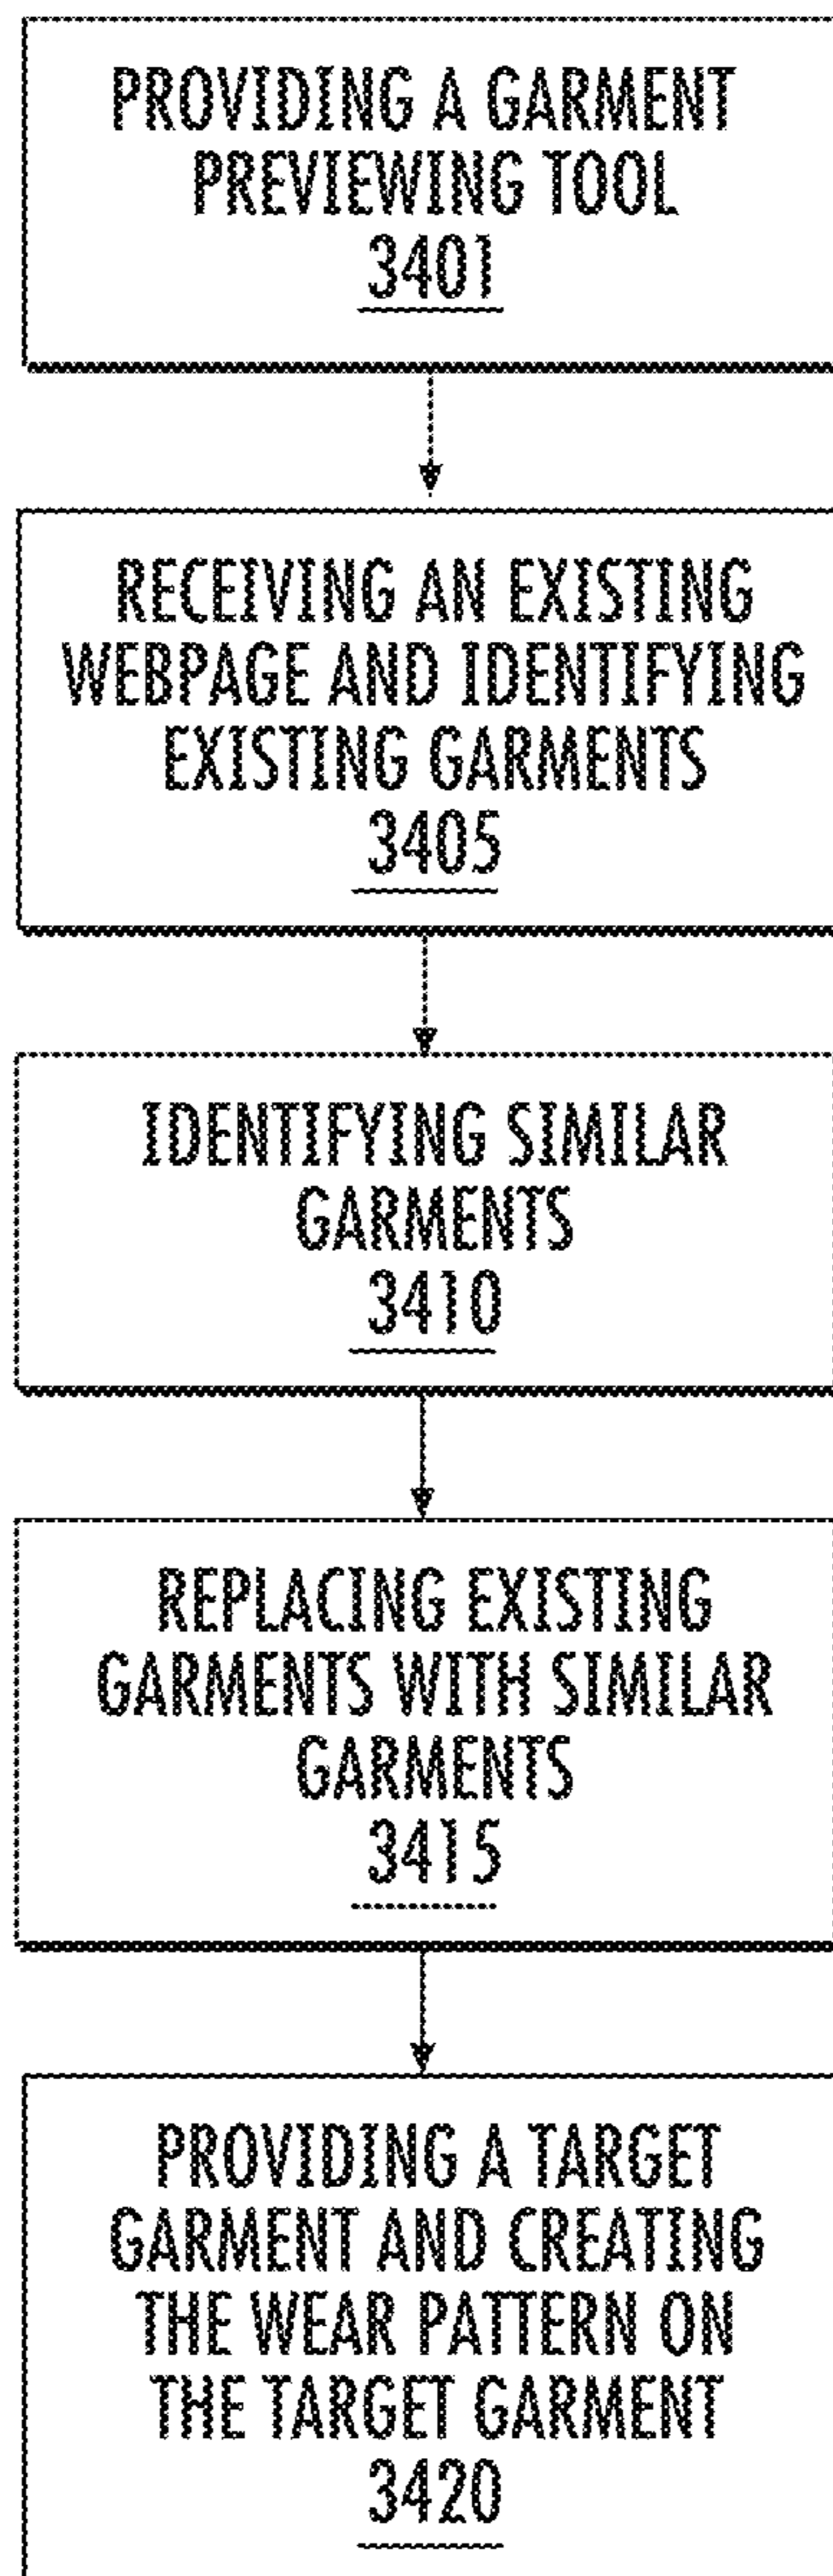 PROVIDING A GARMENT
PREVIEWING TOOL
3401
RECEIVING AN EXISTING
WEBPAGE AND IDENTIFYING
EXISTING GARMENTS
3405
IDENTIFYING SIMILAR
GARMENTS
3410
REPLACING EXISTING
GARMENTS WITH SIMILAR
GARMENTS
3415
PROVIDING A TARGET
GARMENT AND CREATING
THE WEAR PATTERN ON
THE TARGET GARMENT
3420